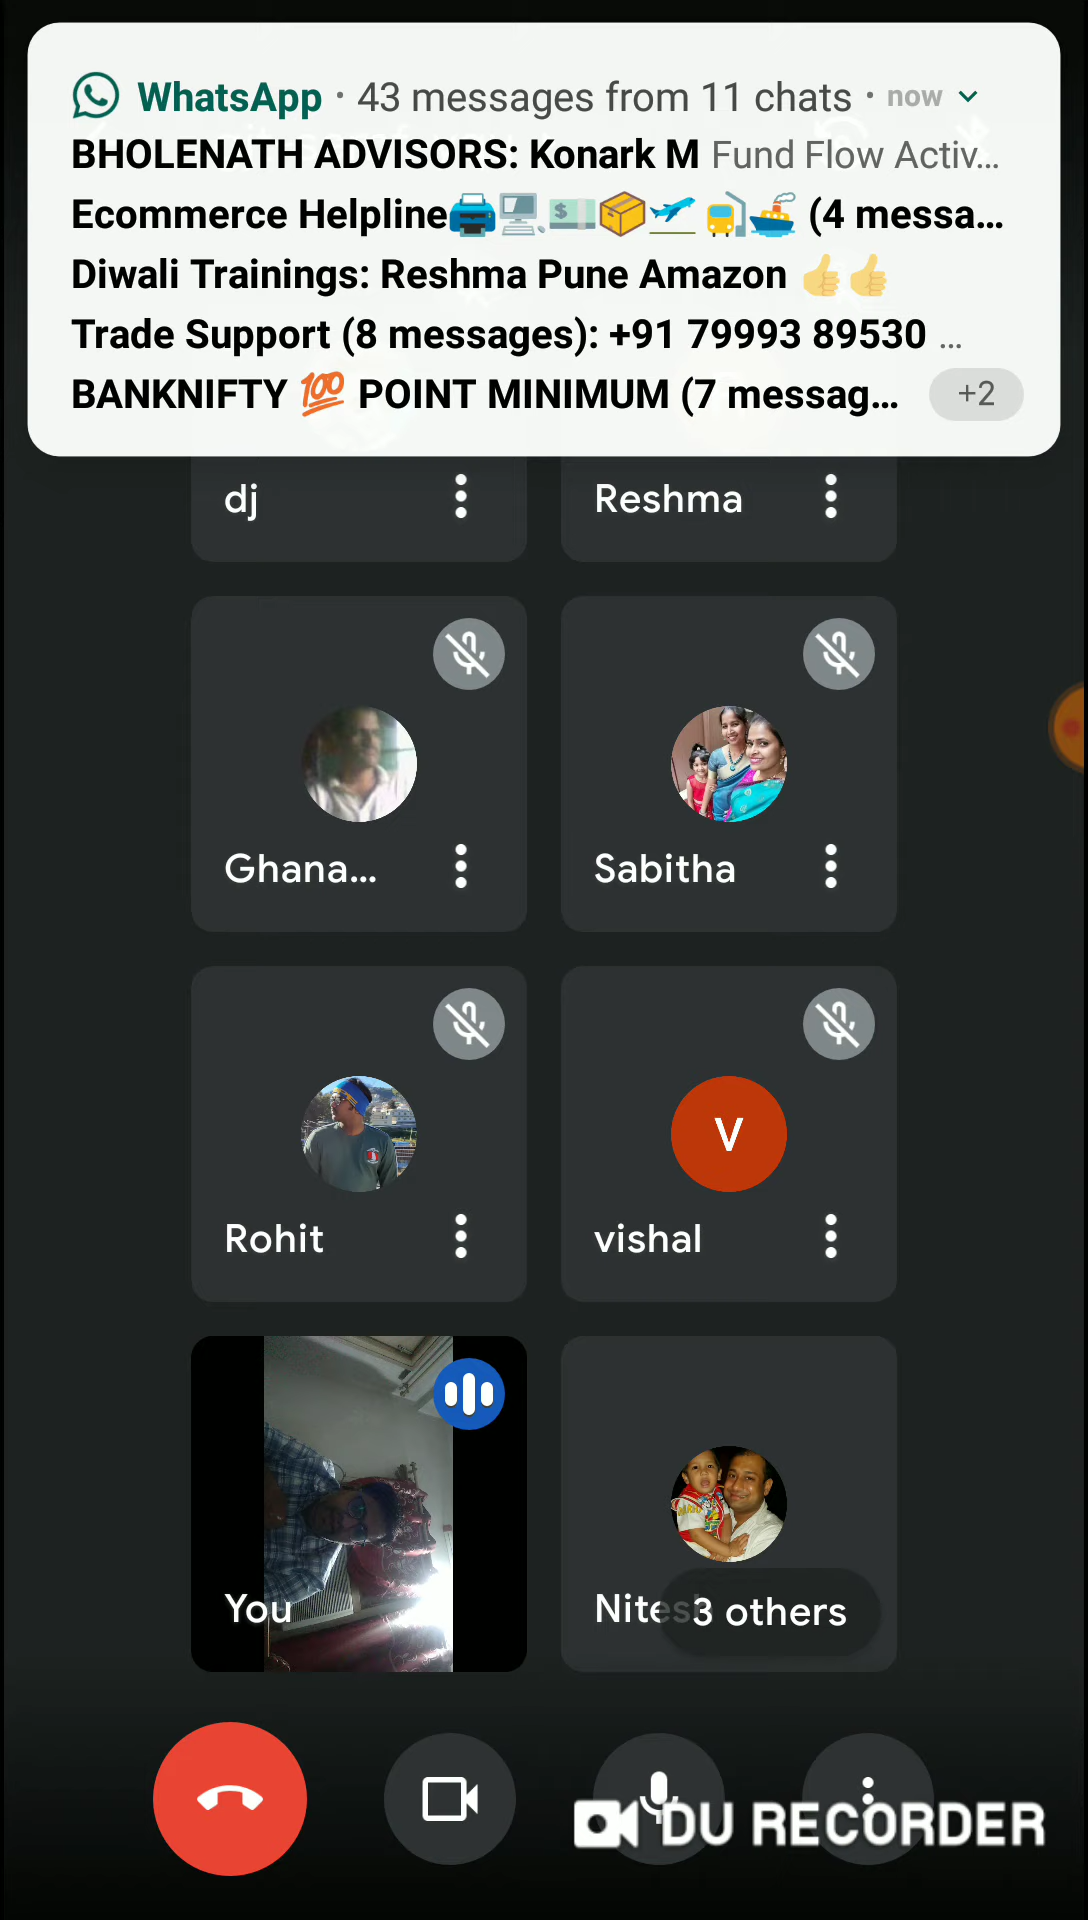 WhatsApp · 43 messages from 11 chats · now
BHOLENATH ADVISORS: Konark M Fund Flow Activ...
Ecommerce Helpline🖨️🖥️💵📦🛫🚉🚢 (4 messa...
Diwali Trainings: Reshma Pune Amazon 👍👍
Trade Support (8 messages): +91 79993 89530 ...
BANKNIFTY 💯 POINT MINIMUM (7 messag... +2
dj
Reshma
Ghana...
Sabitha
Rohit
V
vishal
You
3 others
DU RECORDER